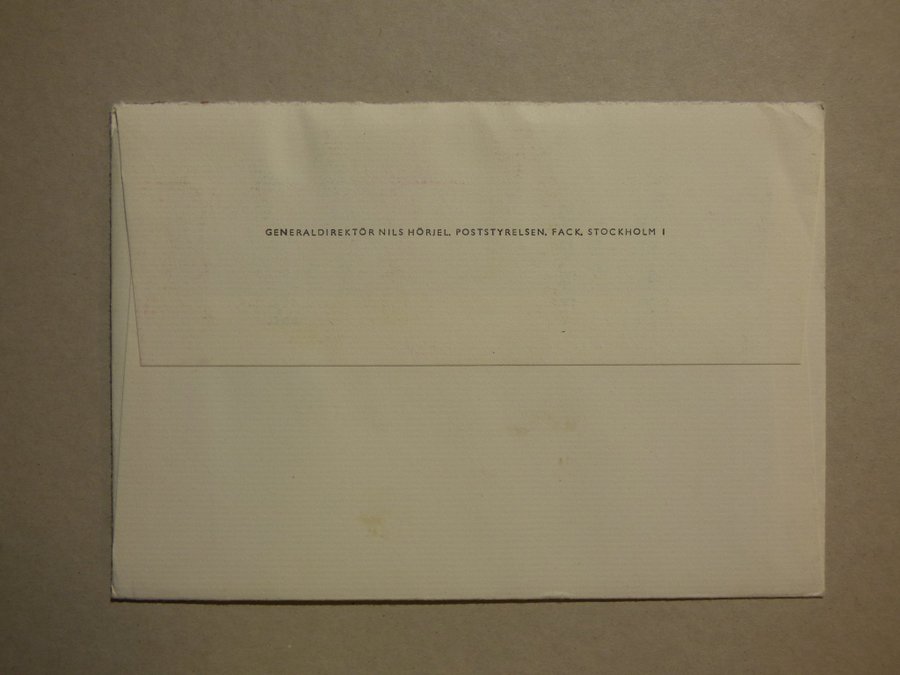 GENERALDIREKTÖR NILS HÖRJEL, POSTSTYRELSEN, FACK, STOCKHOLM 1